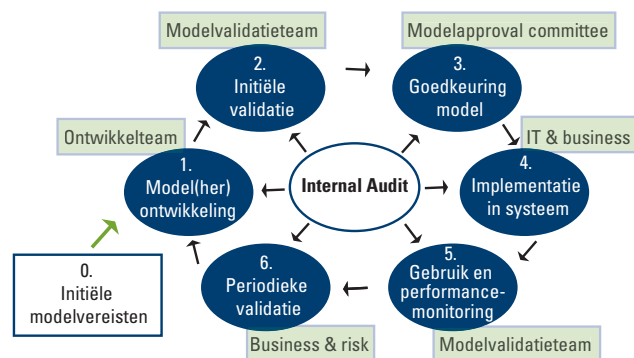 Modelvalidatieteam
2.
Initiële
validatie
Modelapproval committee
3.
Goedkeuring
model
Ontwikkelteam
1.
Model(her)
ontwikkeling
Internal Audit
IT & business
4.
Implementatie
in systeem
0.
Initiële
modelvereisten
6.
Periodieke
validatie
Business & risk
5.
Gebruik en
performance-
monitoring
Modelvalidatieteam